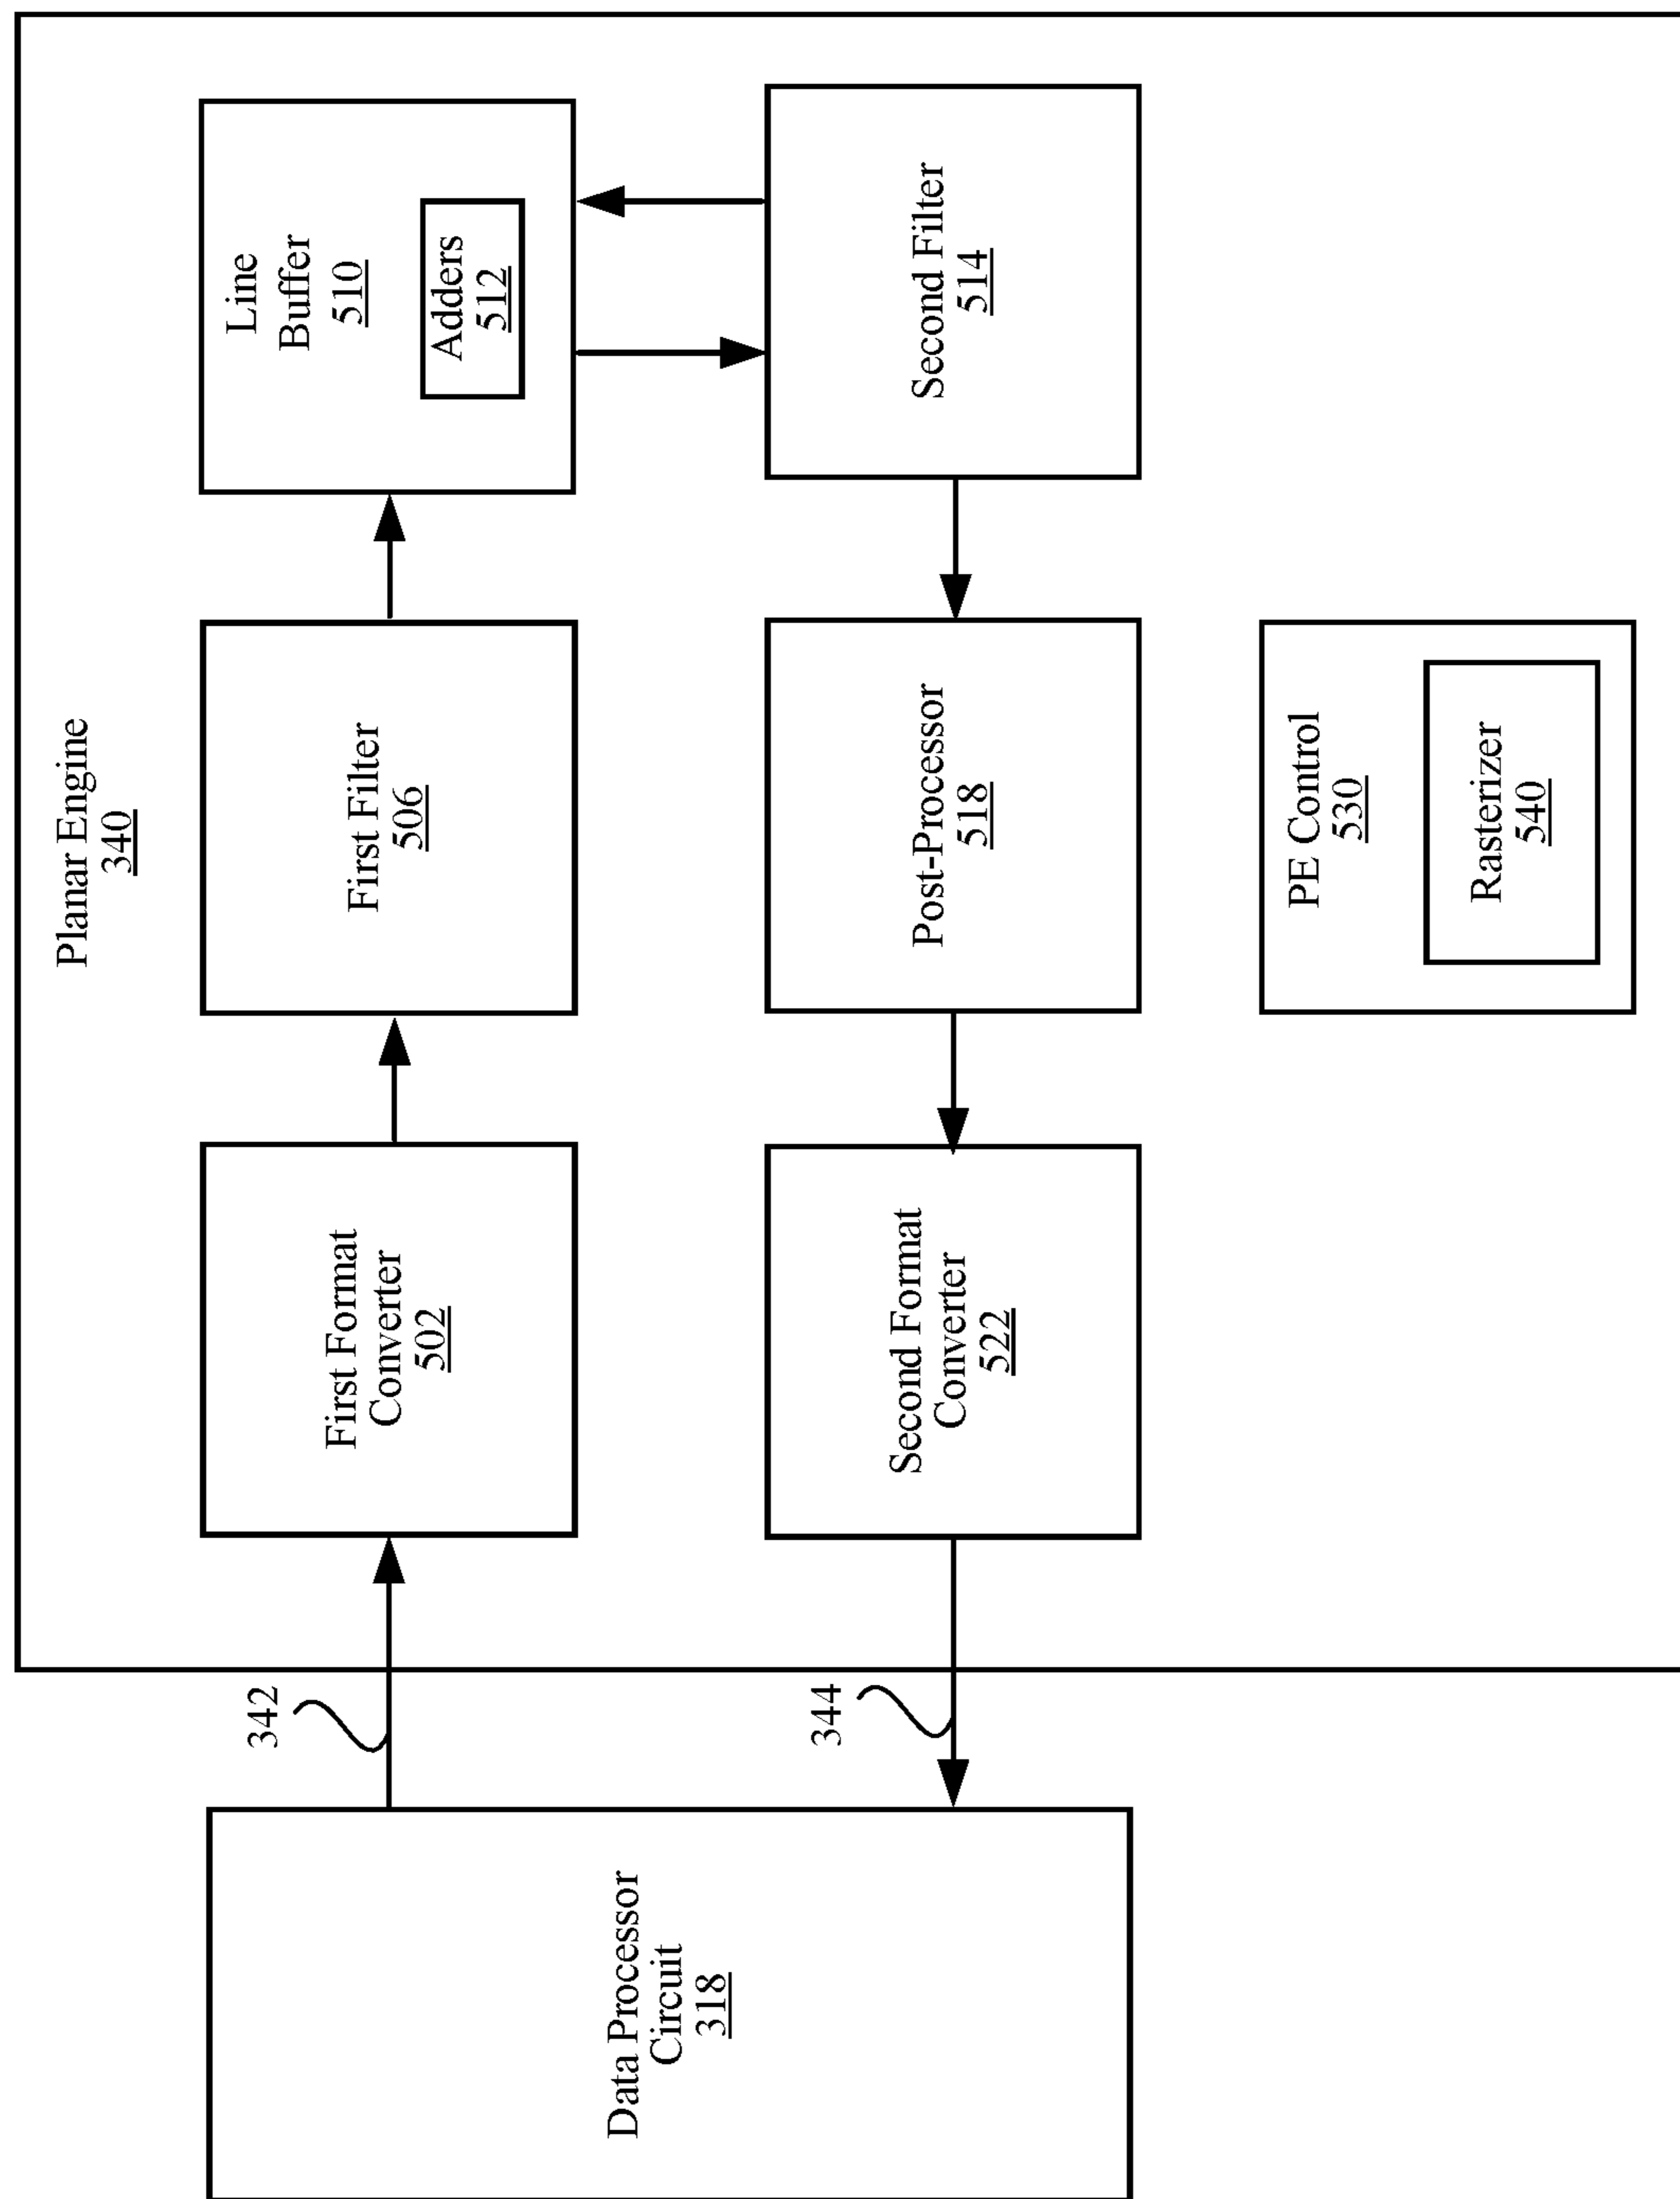 Planar Engine
340
Data Processor
Circuit
318
342
344
First Format
Converter
502
First Filter
506
Line
Buffer
510
Adders
512
Second Format
Converter
522
Post-Processor
518
Second Filter
514
PE Control
530
Rasterizer
540